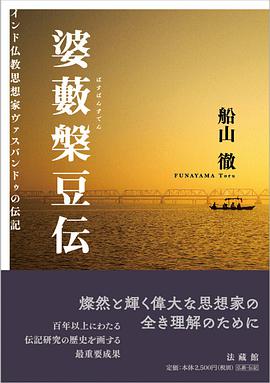 インド仏教思想家ヴァスバンドゥの伝記
婆藪槃豆伝
ばすばんずでん
船山 徹
FUNAYAMA Toru
燦然と輝く偉大な思想家の
全き理解のために
百年以上にわたる
伝記研究の歴史を画する
最重要成果
法藏館
定価：本体2,500円(税別) 仏教・伝記